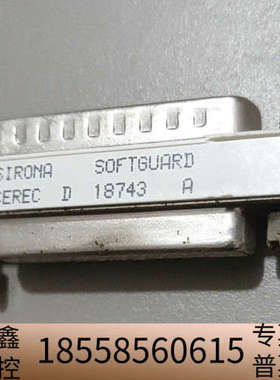 SIRONA SOFTGUARD
CEREC D 18743 A
鑫 18558560615 专
控 普